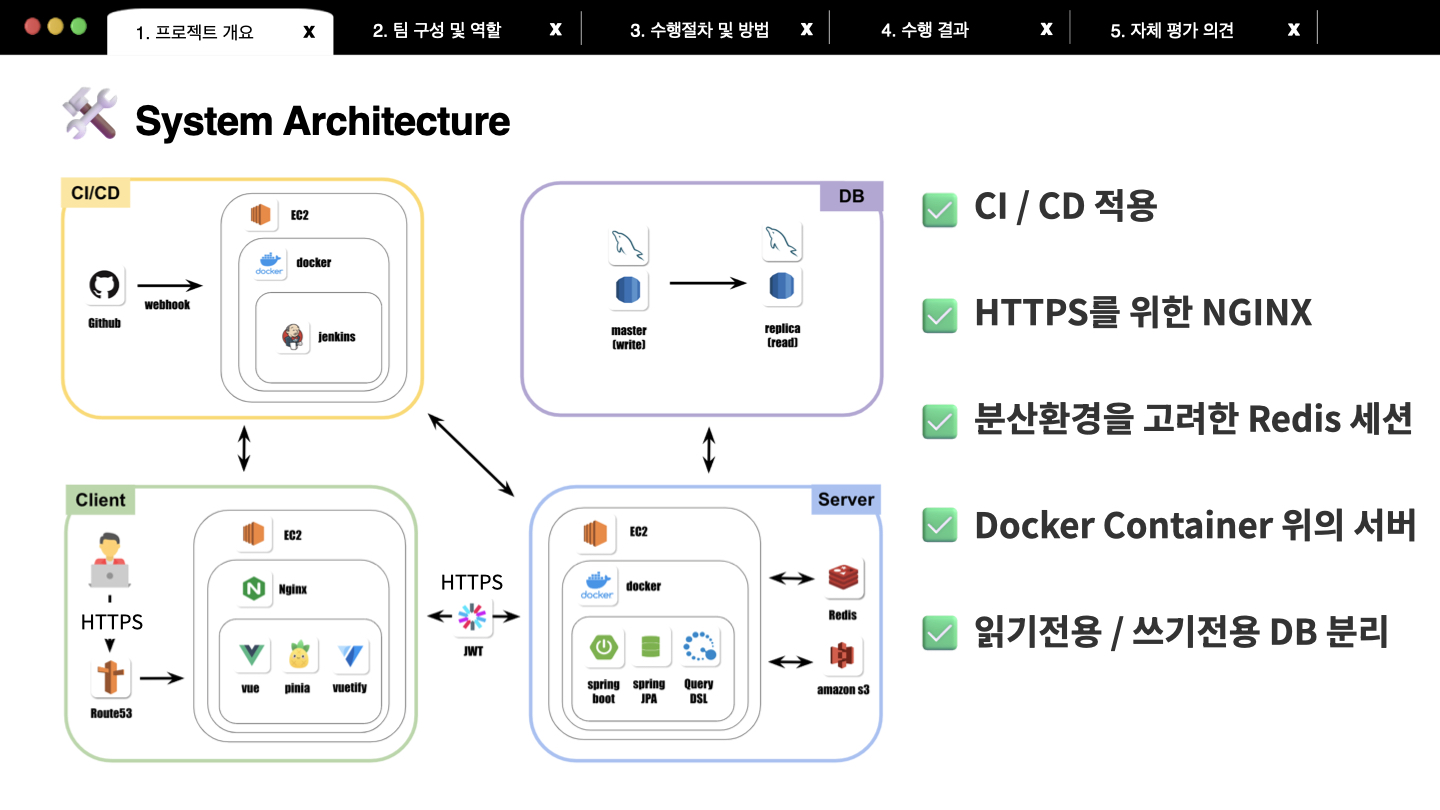 1. 프로젝트 개요 X
2. 팀 구성 및 역할 X
3. 수행절차 및 방법 X
4. 수행 결과 X
5. 자체 평가 의견 X
System Architecture
CI/CD
EC2
docker
docker
Github
webhook
jenkins
DB
master
(write)
replica
(read)
Client
HTTPS
Route53
EC2
Nginx
vue
pinia
vuetify
HTTPS
JWT
Server
EC2
docker
docker
spring
boot
spring
JPA
Query
DSL
Redis
amazon s3
CI / CD 적용
HTTPS를 위한 NGINX
분산환경을 고려한 Redis 세션
Docker Container 위의 서버
읽기전용 / 쓰기전용 DB 분리